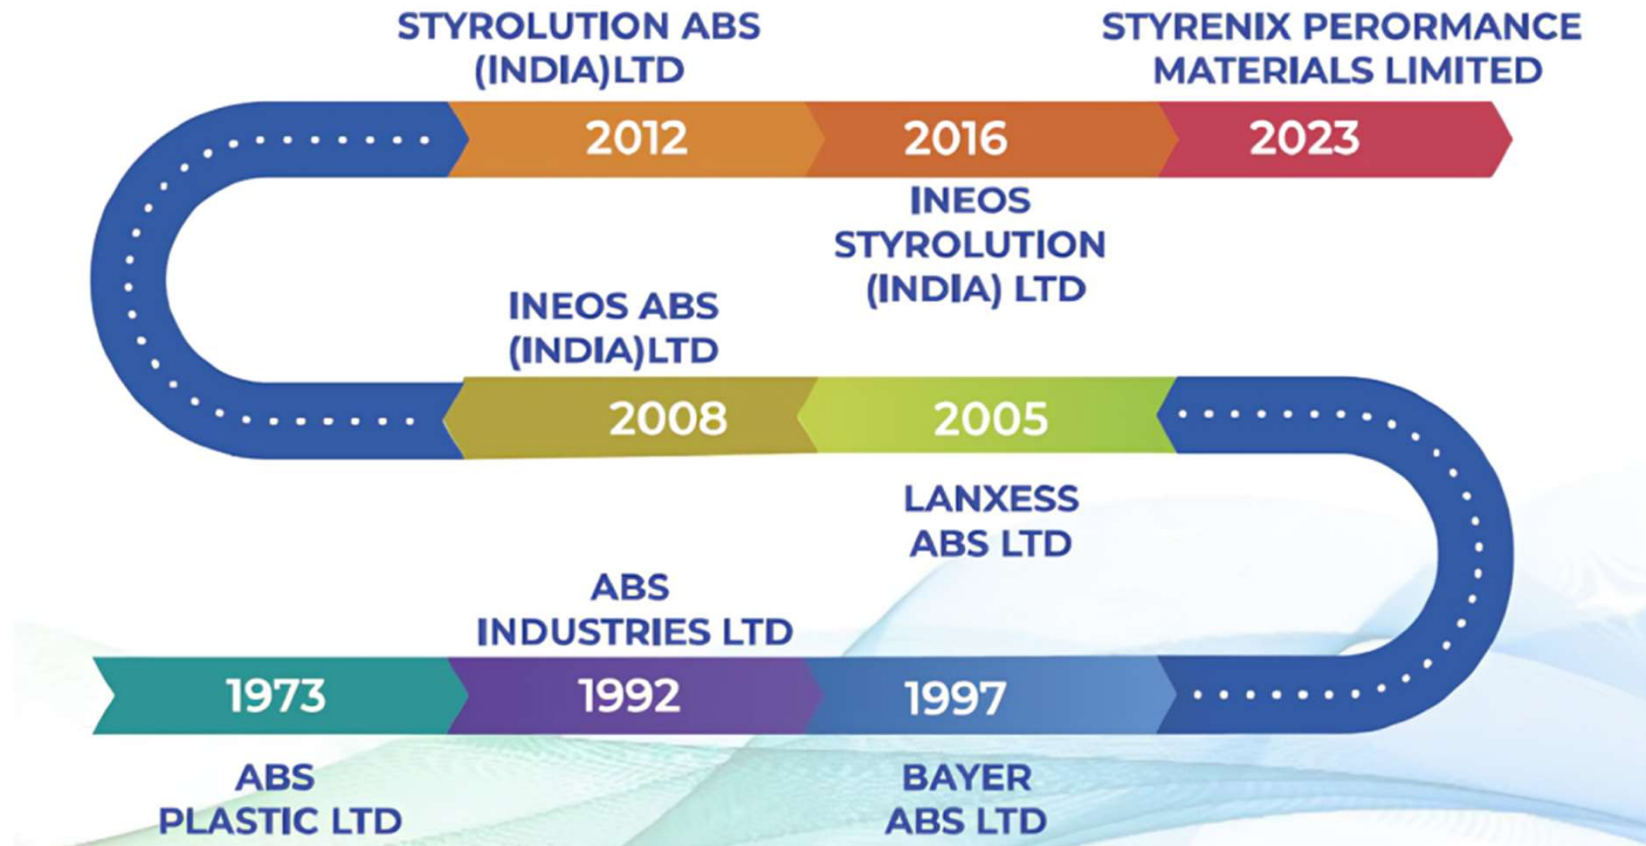 STYROLUTION ABS
(INDIA)LTD
STYRENIX PERORMANCE
MATERIALS LIMITED
2012
2016
2023
INEOS
STYROLUTION
(INDIA) LTD
INEOS ABS
(INDIA)LTD
2008
2005
LANXESS
ABS LTD
ABS
INDUSTRIES LTD
1973
1992
1997
ABS
PLASTIC LTD
BAYER
ABS LTD